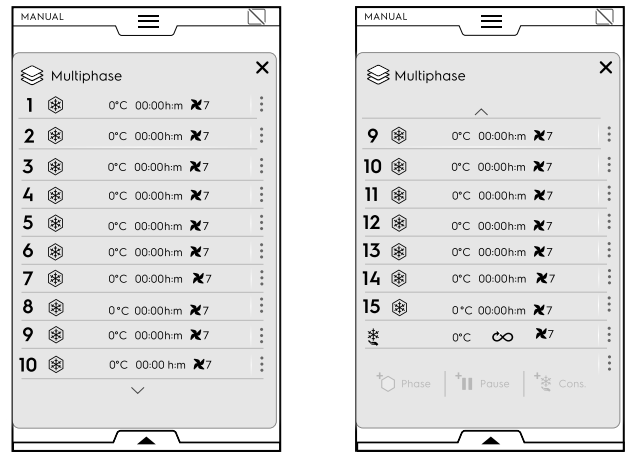 MANUAL
Multiphase
1 0°C 00:00h:m 7
2 0°C 00:00h:m 7
3 0°C 00:00h:m 7
4 0°C 00:00h:m 7
5 0°C 00:00h:m 7
6 0°C 00:00h:m 7
7 0°C 00:00h:m 7
8 0°C 00:00h:m 7
9 0°C 00:00h:m 7
10 0°C 00:00 h:m 7
MANUAL
Multiphase
9 0°C 00:00h:m 7
10 0°C 00:00h:m 7
11 0°C 00:00h:m 7
12 0°C 00:00h:m 7
13 0°C 00:00h:m 7
14 0°C 00:00h:m 7
15 0°C 00:00h:m 7
0°C 7
Phase Pause Cons.